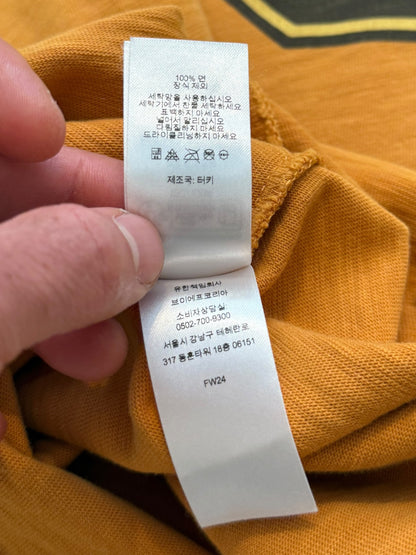 100% 면
장식 제외
세탁망을 사용하십시오
세탁기에서 찬물 세탁하십시오
표백하지 마세요
널어서 말리십시오
다림질하지 마세요
드라이클리닝하지 마세요
제조국: 터키
유한책임회사
브이에프코리아
소비자상담실:
0502-700-9300
서울시 강남구 테헤란로
317 동훈타워 18층 06151
FW24